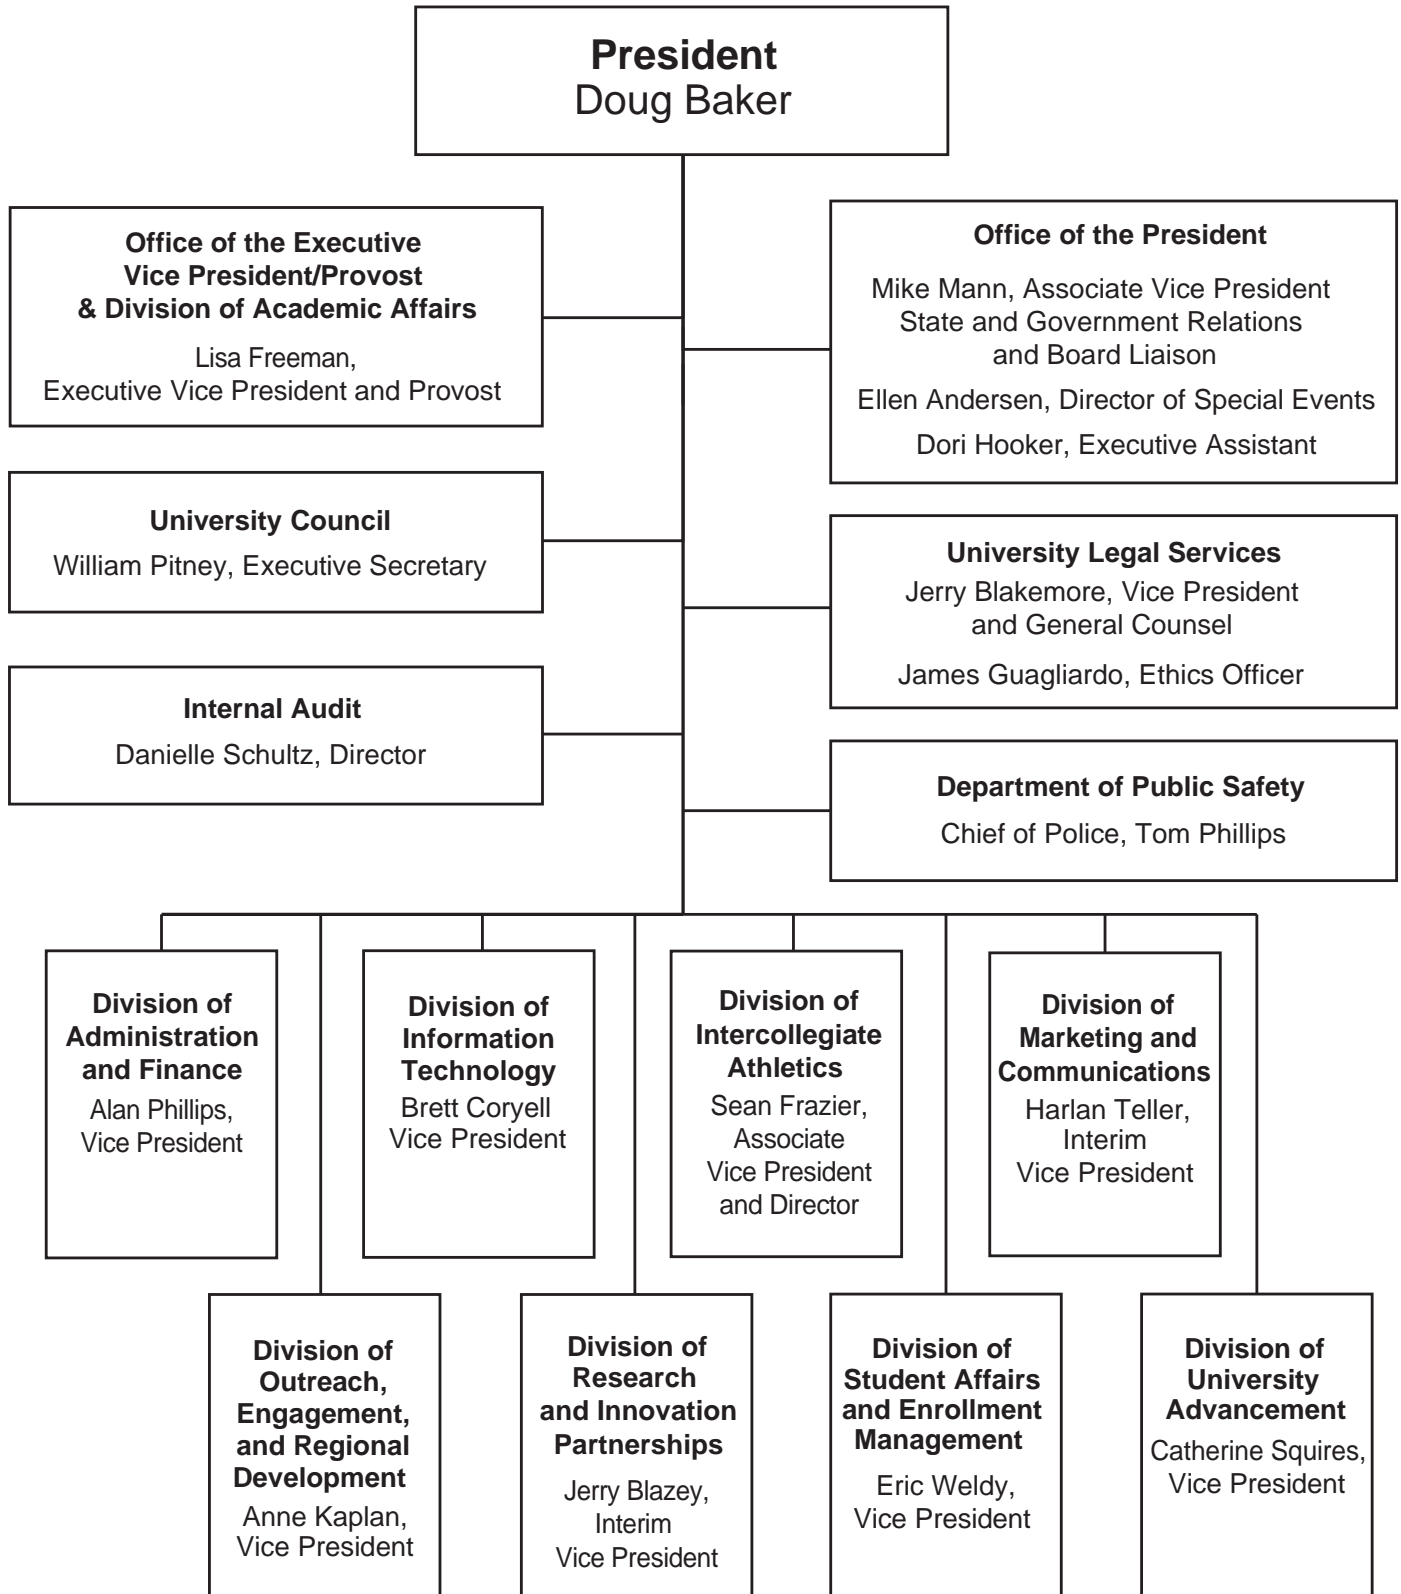 President
Doug Baker
Office of the Executive
Vice President/Provost
& Division of Academic Affairs
Lisa Freeman,
Executive Vice President and Provost
Office of the President
Mike Mann, Associate Vice President
State and Government Relations
and Board Liaison
Ellen Andersen, Director of Special Events
Dori Hooker, Executive Assistant
University Council
William Pitney, Executive Secretary
University Legal Services
Jerry Blakemore, Vice President
and General Counsel
James Guagliardo, Ethics Officer
Internal Audit
Danielle Schultz, Director
Department of Public Safety
Chief of Police, Tom Phillips
Division of
Administration
and Finance
Alan Phillips,
Vice President
Division of
Information
Technology
Brett Coryell
Vice President
Division of
Intercollegiate
Athletics
Sean Frazier,
Associate
Vice President
and Director
Division of
Marketing and
Communications
Harlan Teller,
Interim
Vice President
Division of
Outreach,
Engagement,
and Regional
Development
Anne Kaplan,
Vice President
Division of
Research
and Innovation
Partnerships
Jerry Blazey,
Interim
Vice President
Division of
Student Affairs
and Enrollment
Management
Eric Weldy,
Vice President
Division of
University
Advancement
Catherine Squires,
Vice President